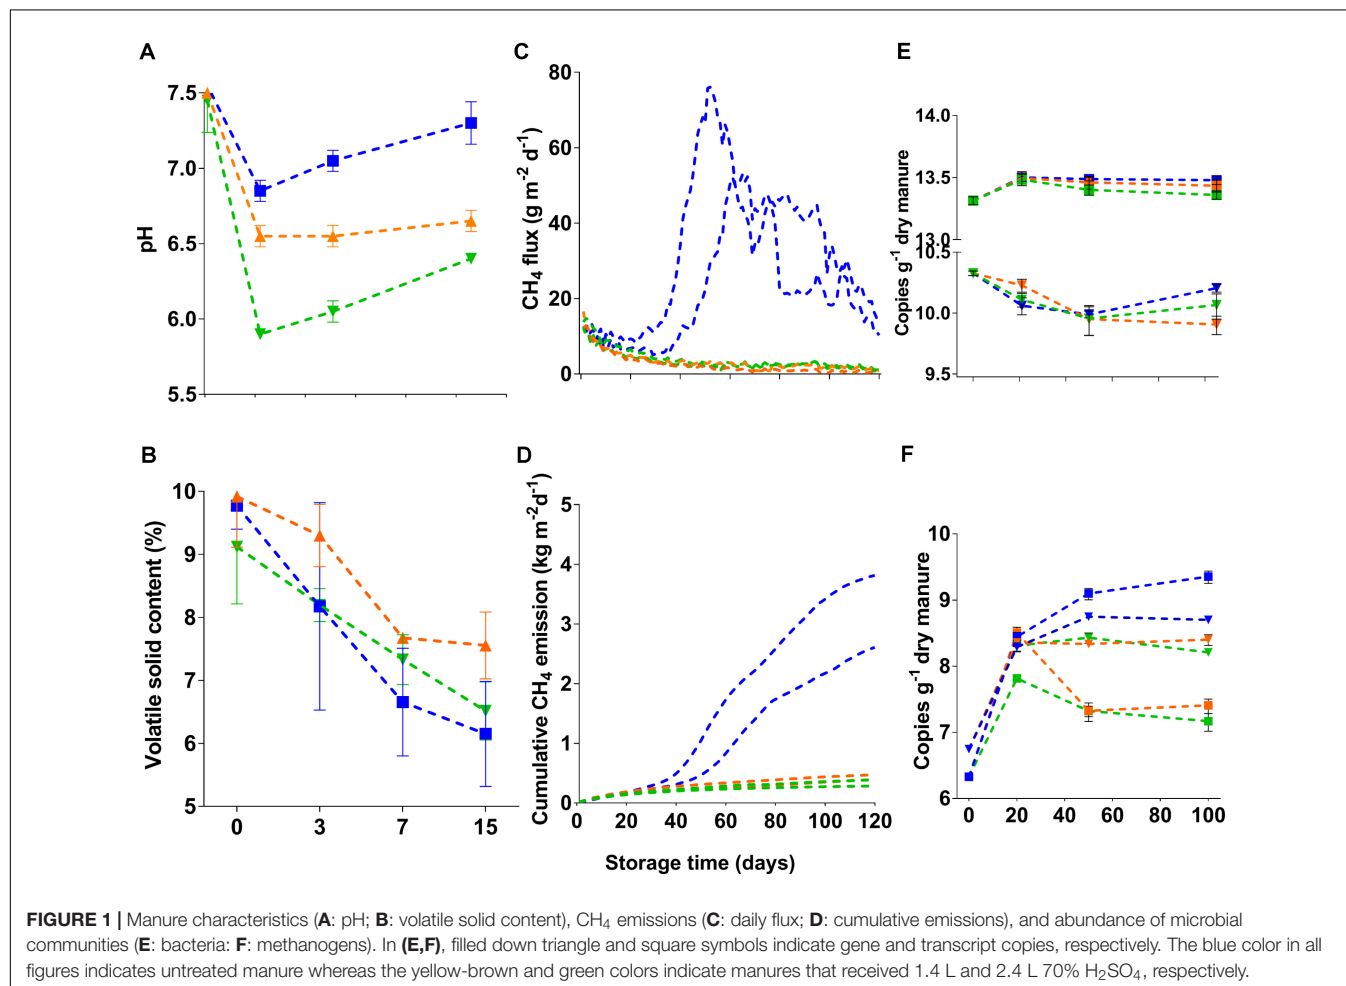 A
7.5
7.0
6.5
6.0
5.5
pH
C
80
60
40
20
0
CH4 flux (g m-2 d-1)
E
14.0
13.5
13.0
10.5
10.0
9.5
Copies g-1 dry manure
B
10
9
8
7
6
5
Volatile solid content (%)
0 3 7 15
D
5
4
3
2
1
0
Cumulative CH4 emission (kg m-2d-1)
0 20 40 60 80 100 120
F
10
9
8
7
6
Copies g-1 dry manure
0 20 40 60 80 100
Storage time (days)
FIGURE 1 | Manure characteristics (A: pH; B: volatile solid content), CH4 emissions (C: daily flux; D: cumulative emissions), and abundance of microbial
communities (E: bacteria: F: methanogens). In (E,F), filled down triangle and square symbols indicate gene and transcript copies, respectively. The blue color in all
figures indicates untreated manure whereas the yellow-brown and green colors indicate manures that received 1.4 L and 2.4 L 70% H2SO4, respectively.